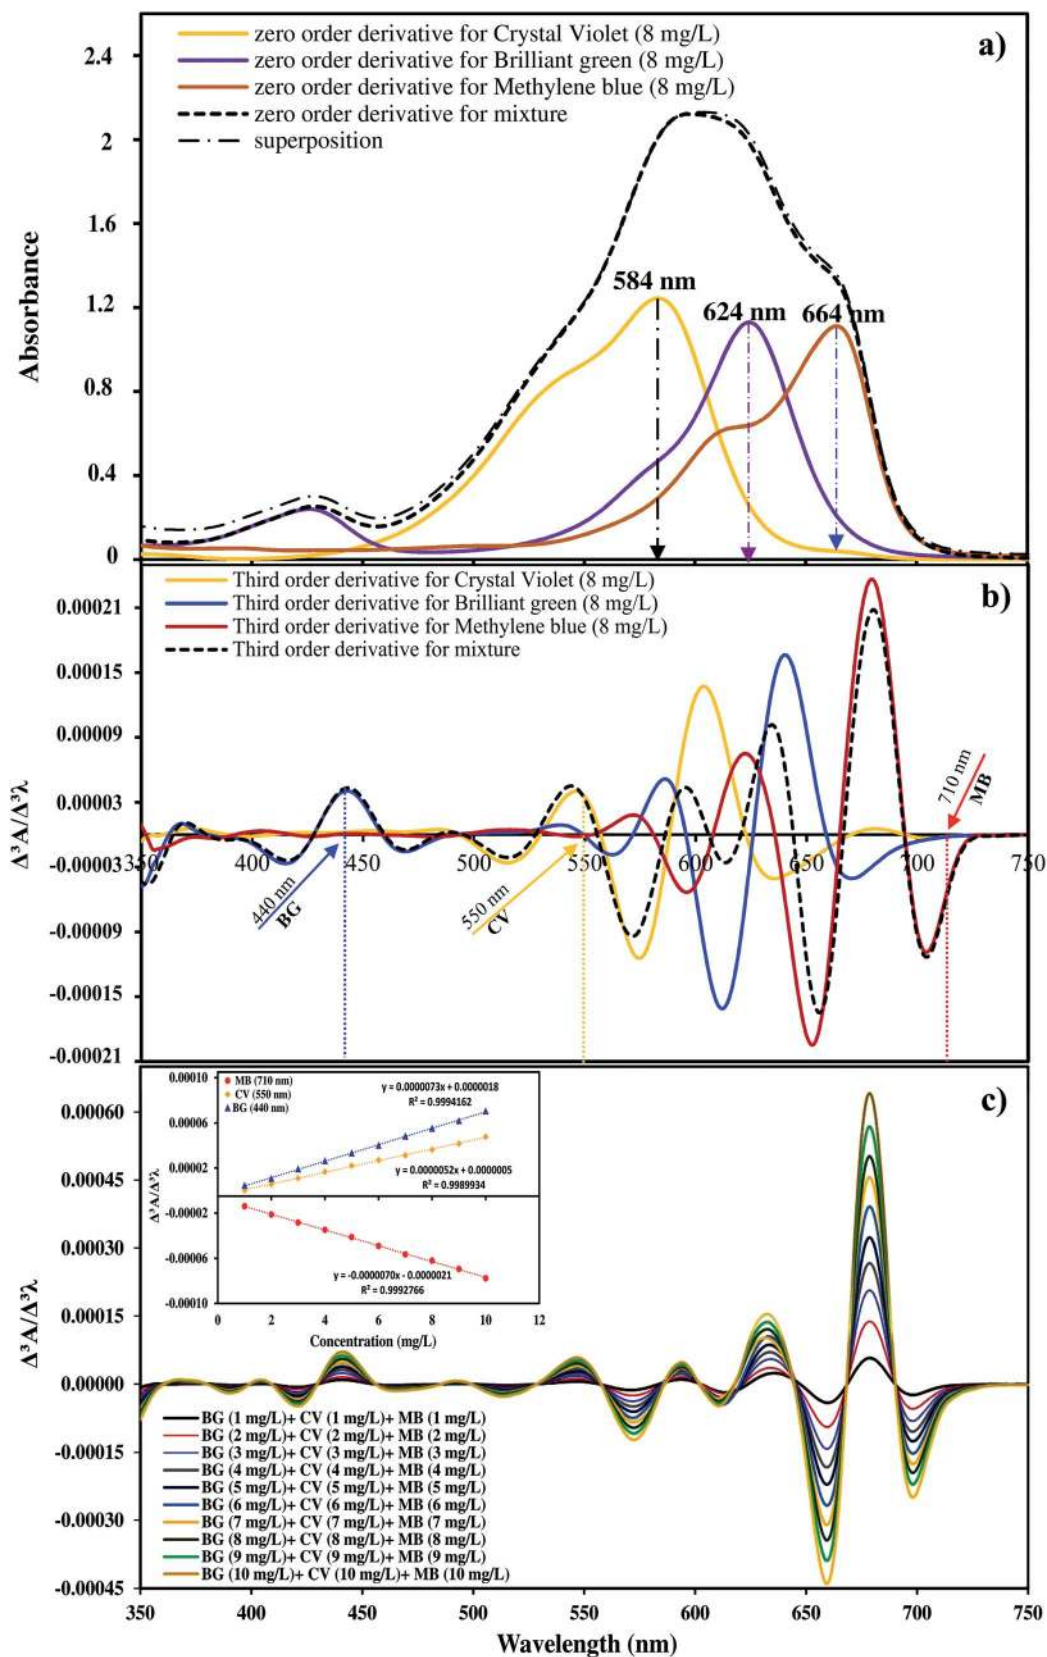 a)
zero order derivative for Crystal Violet (8 mg/L)
zero order derivative for Brilliant green (8 mg/L)
zero order derivative for Methylene blue (8 mg/L)
zero order derivative for mixture
superposition
2.4
2
1.6
1.2
0.8
0.4
0
Absorbance
584 nm
624 nm
664 nm
b)
Third order derivative for Crystal Violet (8 mg/L)
Third order derivative for Brilliant green (8 mg/L)
Third order derivative for Methylene blue (8 mg/L)
Third order derivative for mixture
0.00021
0.00015
0.00009
0.00003
-0.00003
-0.00009
-0.00015
-0.00021
Δ³A/Δ³λ
350 400 450 500 550 600 650 700 750
440 nm
BG
550 nm
CV
710 nm
MB
c)
0.00060
0.00045
0.00030
0.00015
0.00000
-0.00015
-0.00030
-0.00045
Δ³A/Δ³λ
0.00010
0.00006
0.00002
-0.00002
-0.00006
-0.00010
Δ³A/Δ³λ
MB (710 nm)
CV (550 nm)
BG (440 nm)
y = 0.0000073x + 0.0000018
R² = 0.9994162
y = 0.0000052x + 0.0000005
R² = 0.9989934
y = -0.0000070x - 0.0000021
R² = 0.9992766
0 2 4 6 8 10 12
Concentration (mg/L)
BG (1 mg/L)+ CV (1 mg/L)+ MB (1 mg/L)
BG (2 mg/L)+ CV (2 mg/L)+ MB (2 mg/L)
BG (3 mg/L)+ CV (3 mg/L)+ MB (3 mg/L)
BG (4 mg/L)+ CV (4 mg/L)+ MB (4 mg/L)
BG (5 mg/L)+ CV (5 mg/L)+ MB (5 mg/L)
BG (6 mg/L)+ CV (6 mg/L)+ MB (6 mg/L)
BG (7 mg/L)+ CV (7 mg/L)+ MB (7 mg/L)
BG (8 mg/L)+ CV (8 mg/L)+ MB (8 mg/L)
BG (9 mg/L)+ CV (9 mg/L)+ MB (9 mg/L)
BG (10 mg/L)+ CV (10 mg/L)+ MB (10 mg/L)
350 400 450 500 550 600 650 700 750
Wavelength (nm)